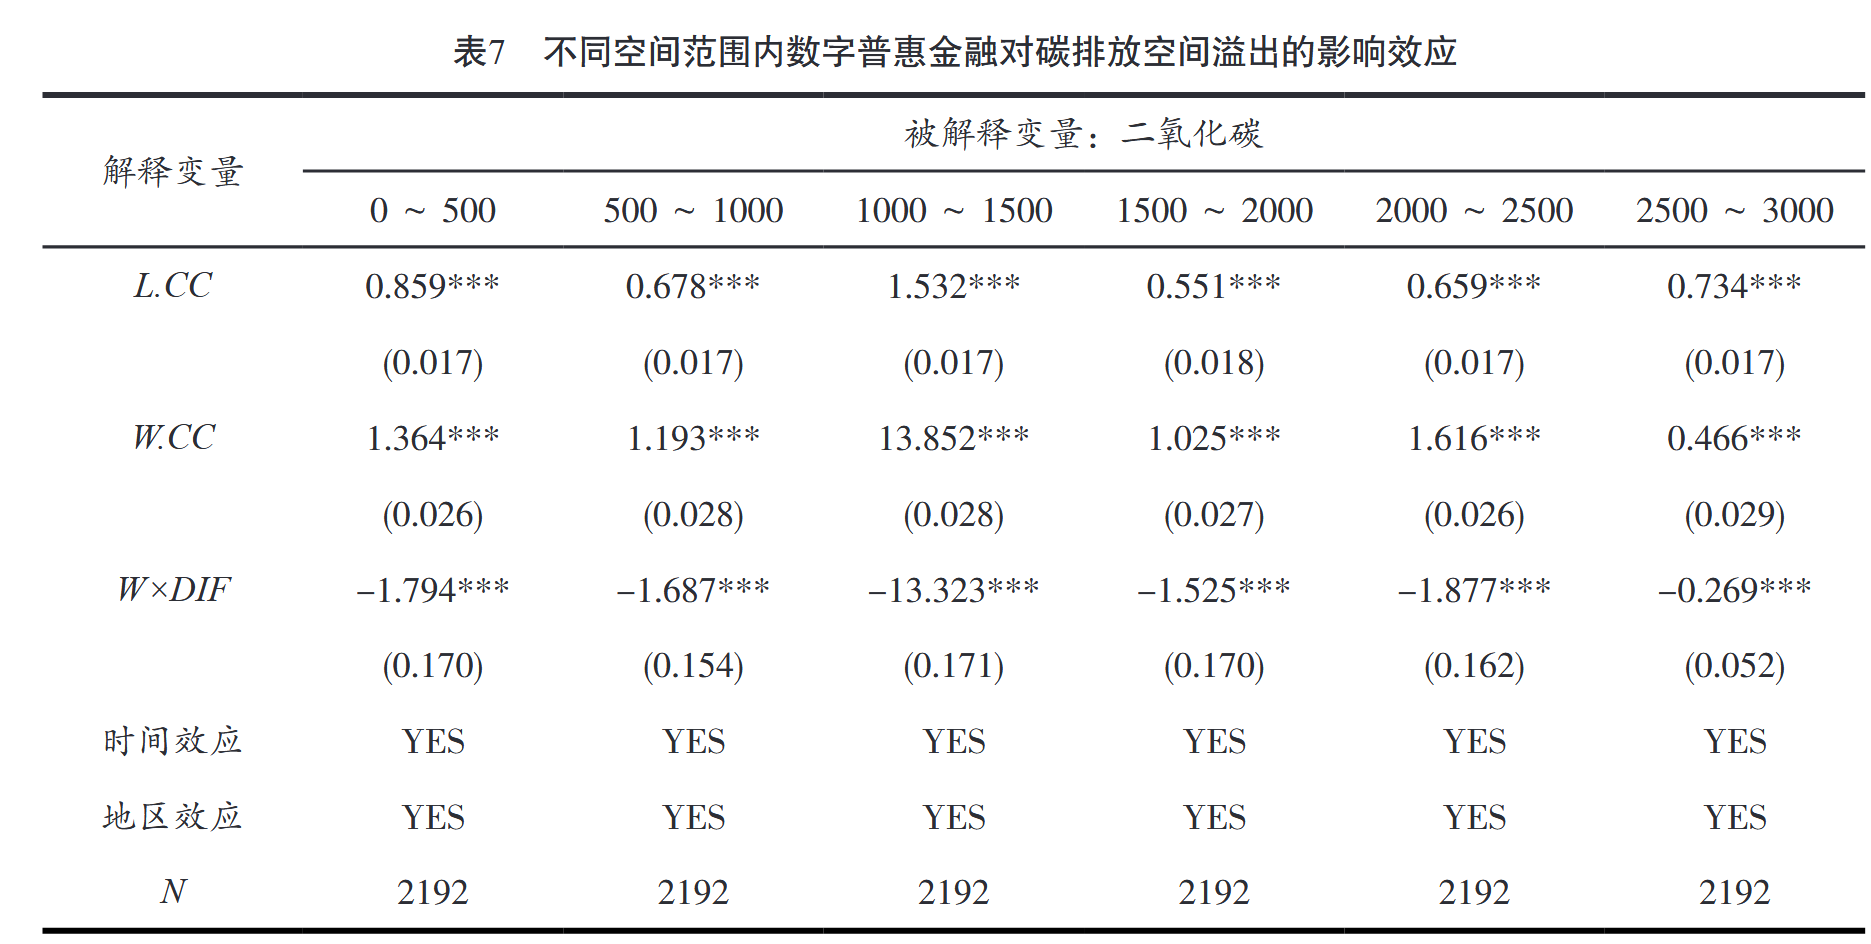 表7 不同空间范围内数字普惠金融对碳排放空间溢出的影响效应
解释变量 被解释变量：二氧化碳
0 ~ 500 500 ~ 1000 1000 ~ 1500 1500 ~ 2000 2000 ~ 2500 2500 ~ 3000
L.CC 0.859*** 0.678*** 1.532*** 0.551*** 0.659*** 0.734***
(0.017) (0.017) (0.017) (0.018) (0.017) (0.017)
W.CC 1.364*** 1.193*** 13.852*** 1.025*** 1.616*** 0.466***
(0.026) (0.028) (0.028) (0.027) (0.026) (0.029)
W×DIF −1.794*** −1.687*** −13.323*** −1.525*** −1.877*** −0.269***
(0.170) (0.154) (0.171) (0.170) (0.162) (0.052)
时间效应 YES YES YES YES YES YES
地区效应 YES YES YES YES YES YES
N 2192 2192 2192 2192 2192 2192